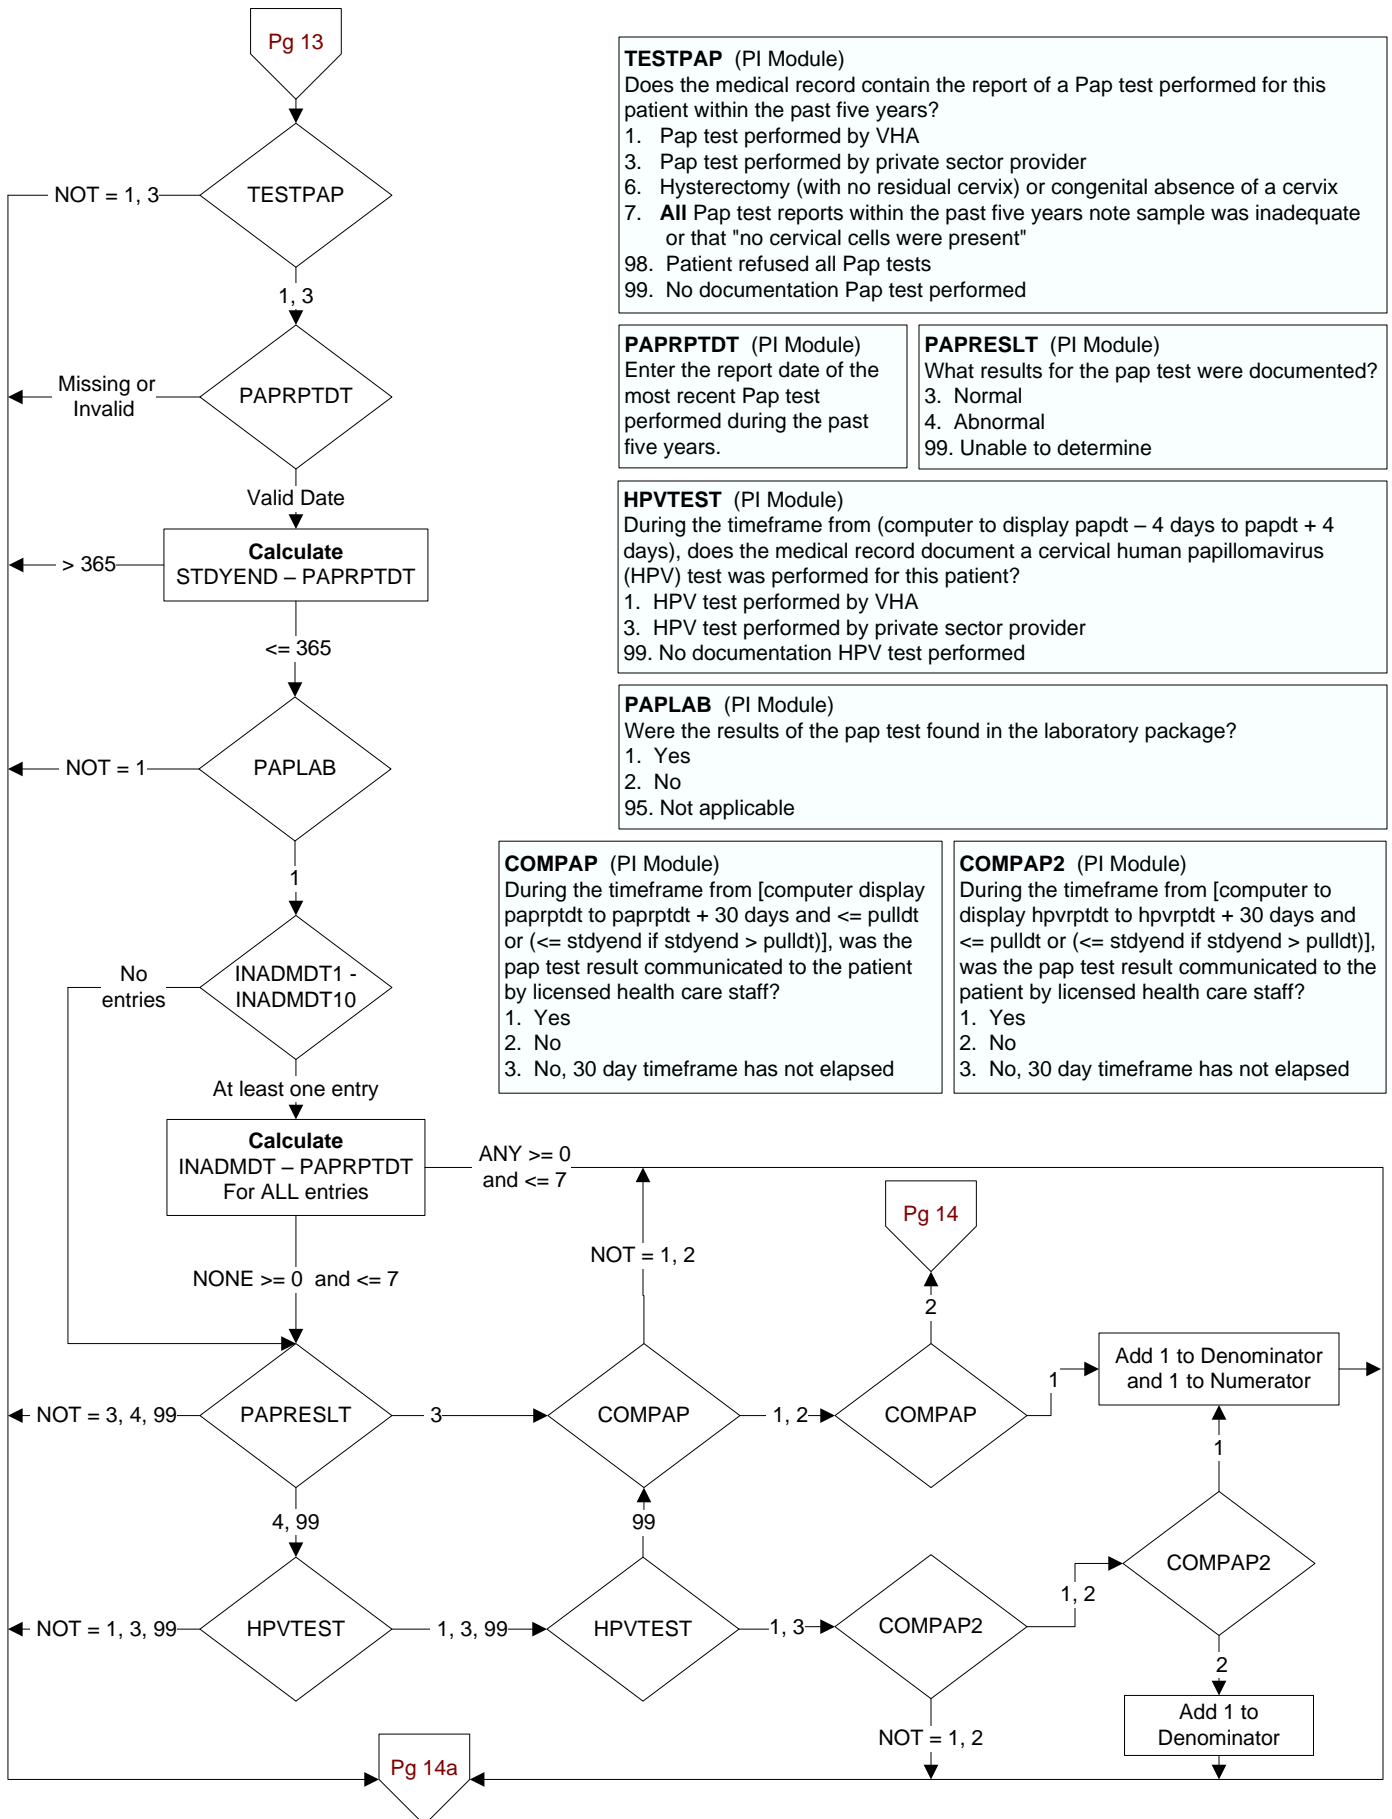 Pg 13
TESTPAP (PI Module)
Does the medical record contain the report of a Pap test performed for this
patient within the past five years?
1. Pap test performed by VHA
3. Pap test performed by private sector provider
6. Hysterectomy (with no residual cervix) or congenital absence of a cervix
7. All Pap test reports within the past five years note sample was inadequate
or that "no cervical cells were present"
98. Patient refused all Pap tests
99. No documentation Pap test performed
NOT = 1, 3
TESTPAP
1, 3
PAPRPTDT (PI Module)
Enter the report date of the
most recent Pap test
performed during the past
five years.
PAPRESLT (PI Module)
What results for the pap test were documented?
3. Normal
4. Abnormal
99. Unable to determine
Missing or
Invalid
PAPRPTDT
Valid Date
HPVTEST (PI Module)
During the timeframe from (computer to display papdt – 4 days to papdt + 4
days), does the medical record document a cervical human papillomavirus
(HPV) test was performed for this patient?
1. HPV test performed by VHA
3. HPV test performed by private sector provider
99. No documentation HPV test performed
> 365
Calculate
STDYEND – PAPRPTDT
<= 365
PAPLAB (PI Module)
Were the results of the pap test found in the laboratory package?
1. Yes
2. No
95. Not applicable
NOT = 1
PAPLAB
1
COMPAP (PI Module)
During the timeframe from [computer display
paprptdt to paprptdt + 30 days and <= pulldt
or (<= stdyend if stdyend > pulldt)], was the
pap test result communicated to the patient
by licensed health care staff?
1. Yes
2. No
3. No, 30 day timeframe has not elapsed
COMPAP2 (PI Module)
During the timeframe from [computer to
display hpvrptdt to hpvrptdt + 30 days and
<= pulldt or (<= stdyend if stdyend > pulldt)],
was the pap test result communicated to the
patient by licensed health care staff?
1. Yes
2. No
3. No, 30 day timeframe has not elapsed
No
entries
INADMDT1 -
INADMDT10
At least one entry
Calculate
INADMDT – PAPRPTDT
For ALL entries
ANY >= 0
and <= 7
NONE >= 0 and <= 7
NOT = 1, 2
Pg 14
2
NOT = 3, 4, 99
PAPRESLT
3
COMPAP
1, 2
COMPAP
1
Add 1 to Denominator
and 1 to Numerator
1
4, 99
99
NOT = 1, 3, 99
HPVTEST
1, 3, 99
HPVTEST
1, 3
COMPAP2
1, 2
COMPAP2
2
Add 1 to
Denominator
NOT = 1, 2
Pg 14a